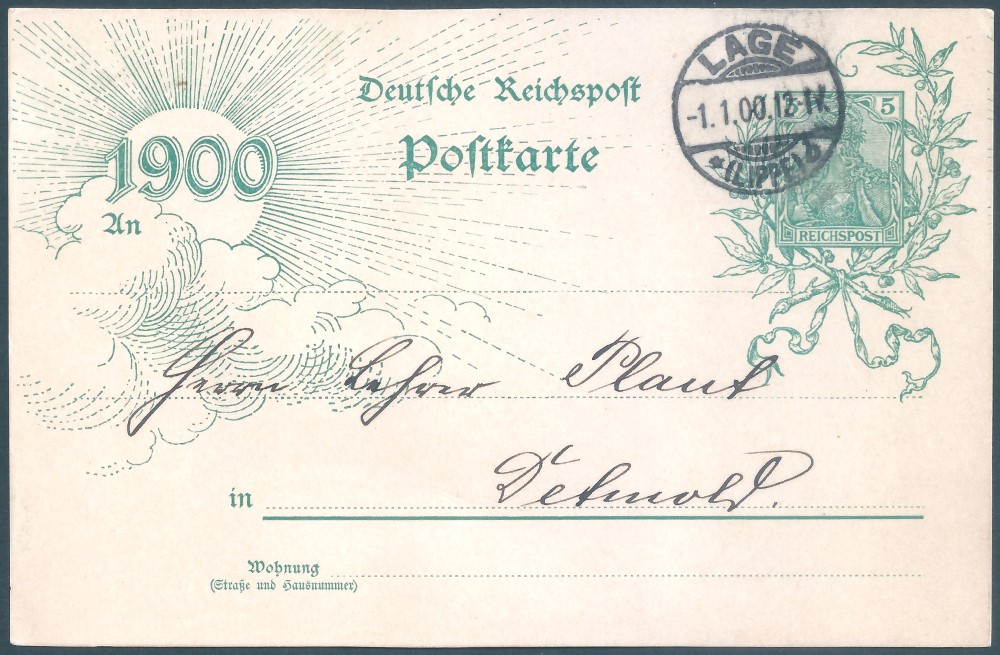 LAGE
-1.1.00.12-1V.
*(LIPPE)d
Deutſche Reichspoſt
Poſtkarte
5
REICHSPOST
1900
An
Herrn Lehrer Plaut
in Detmold.
Wohnung
(Straße und Hausnummer)